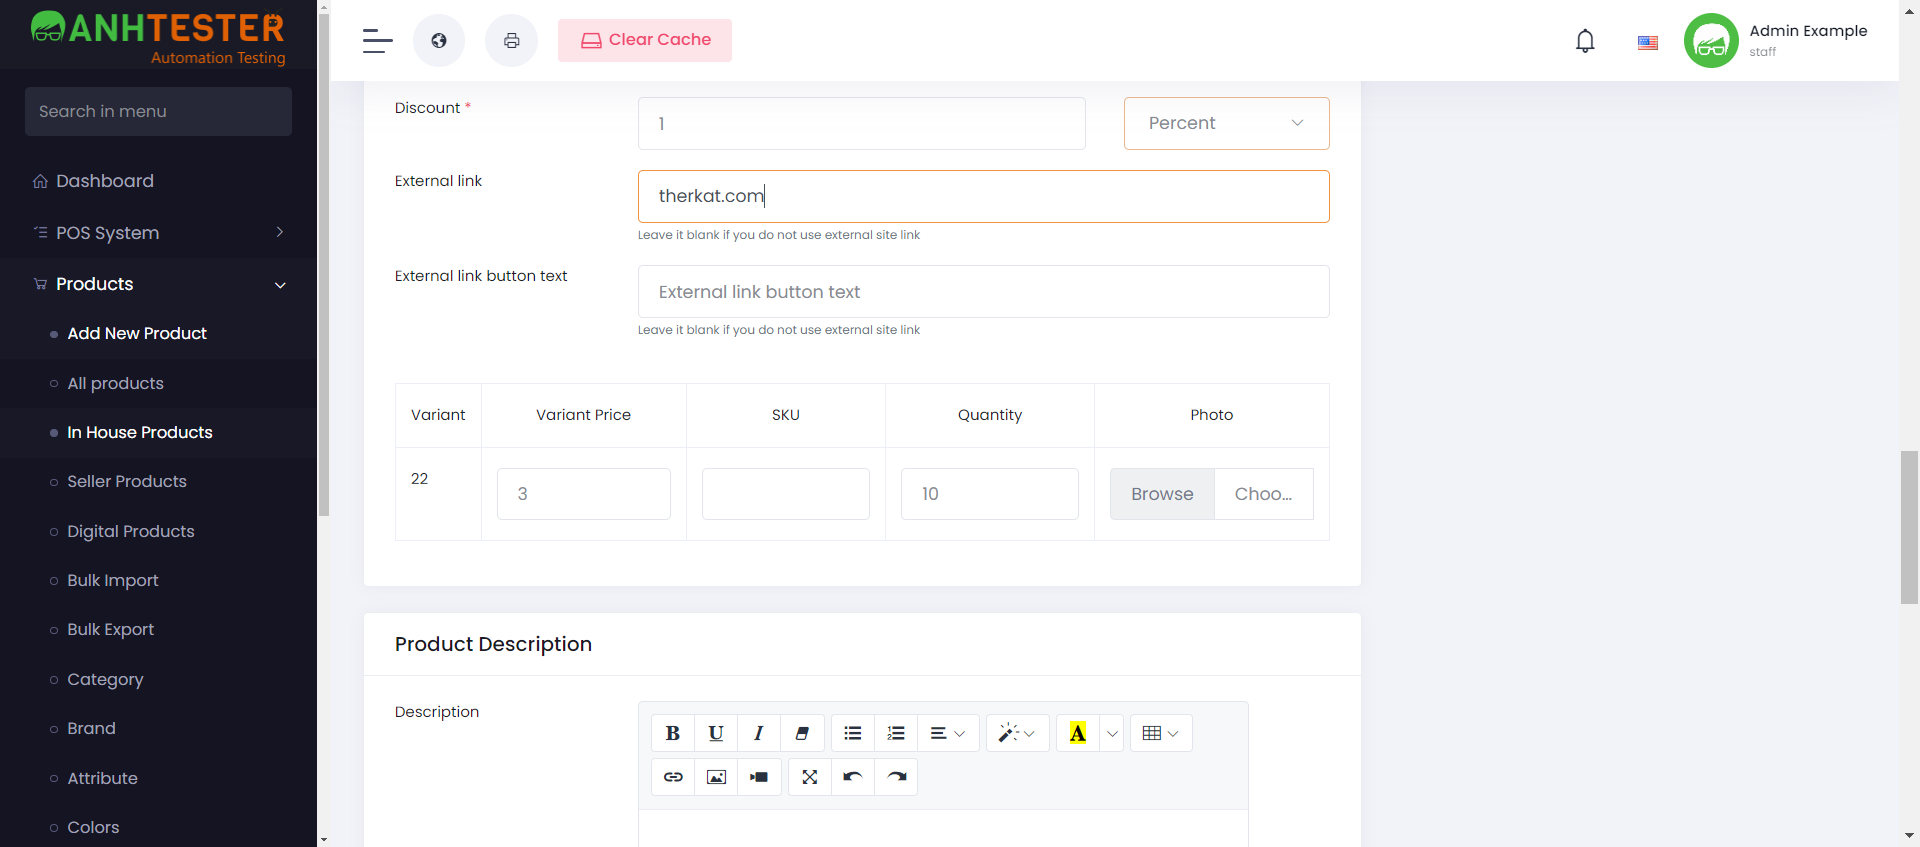 ANHTESTER
Automation Testing
Search in menu
Dashboard
POS System
Products
Add New Product
All products
In House Products
Seller Products
Digital Products
Bulk Import
Bulk Export
Category
Brand
Attribute
Colors
Clear Cache
Admin Example
staff
Discount *
1
Percent
External link
therkat.com
Leave it blank if you do not use external site link
External link button text
External link button text
Leave it blank if you do not use external site link
Variant Variant Price SKU Quantity Photo
22 3 10 Browse Choo...
Product Description
Description
B U I A